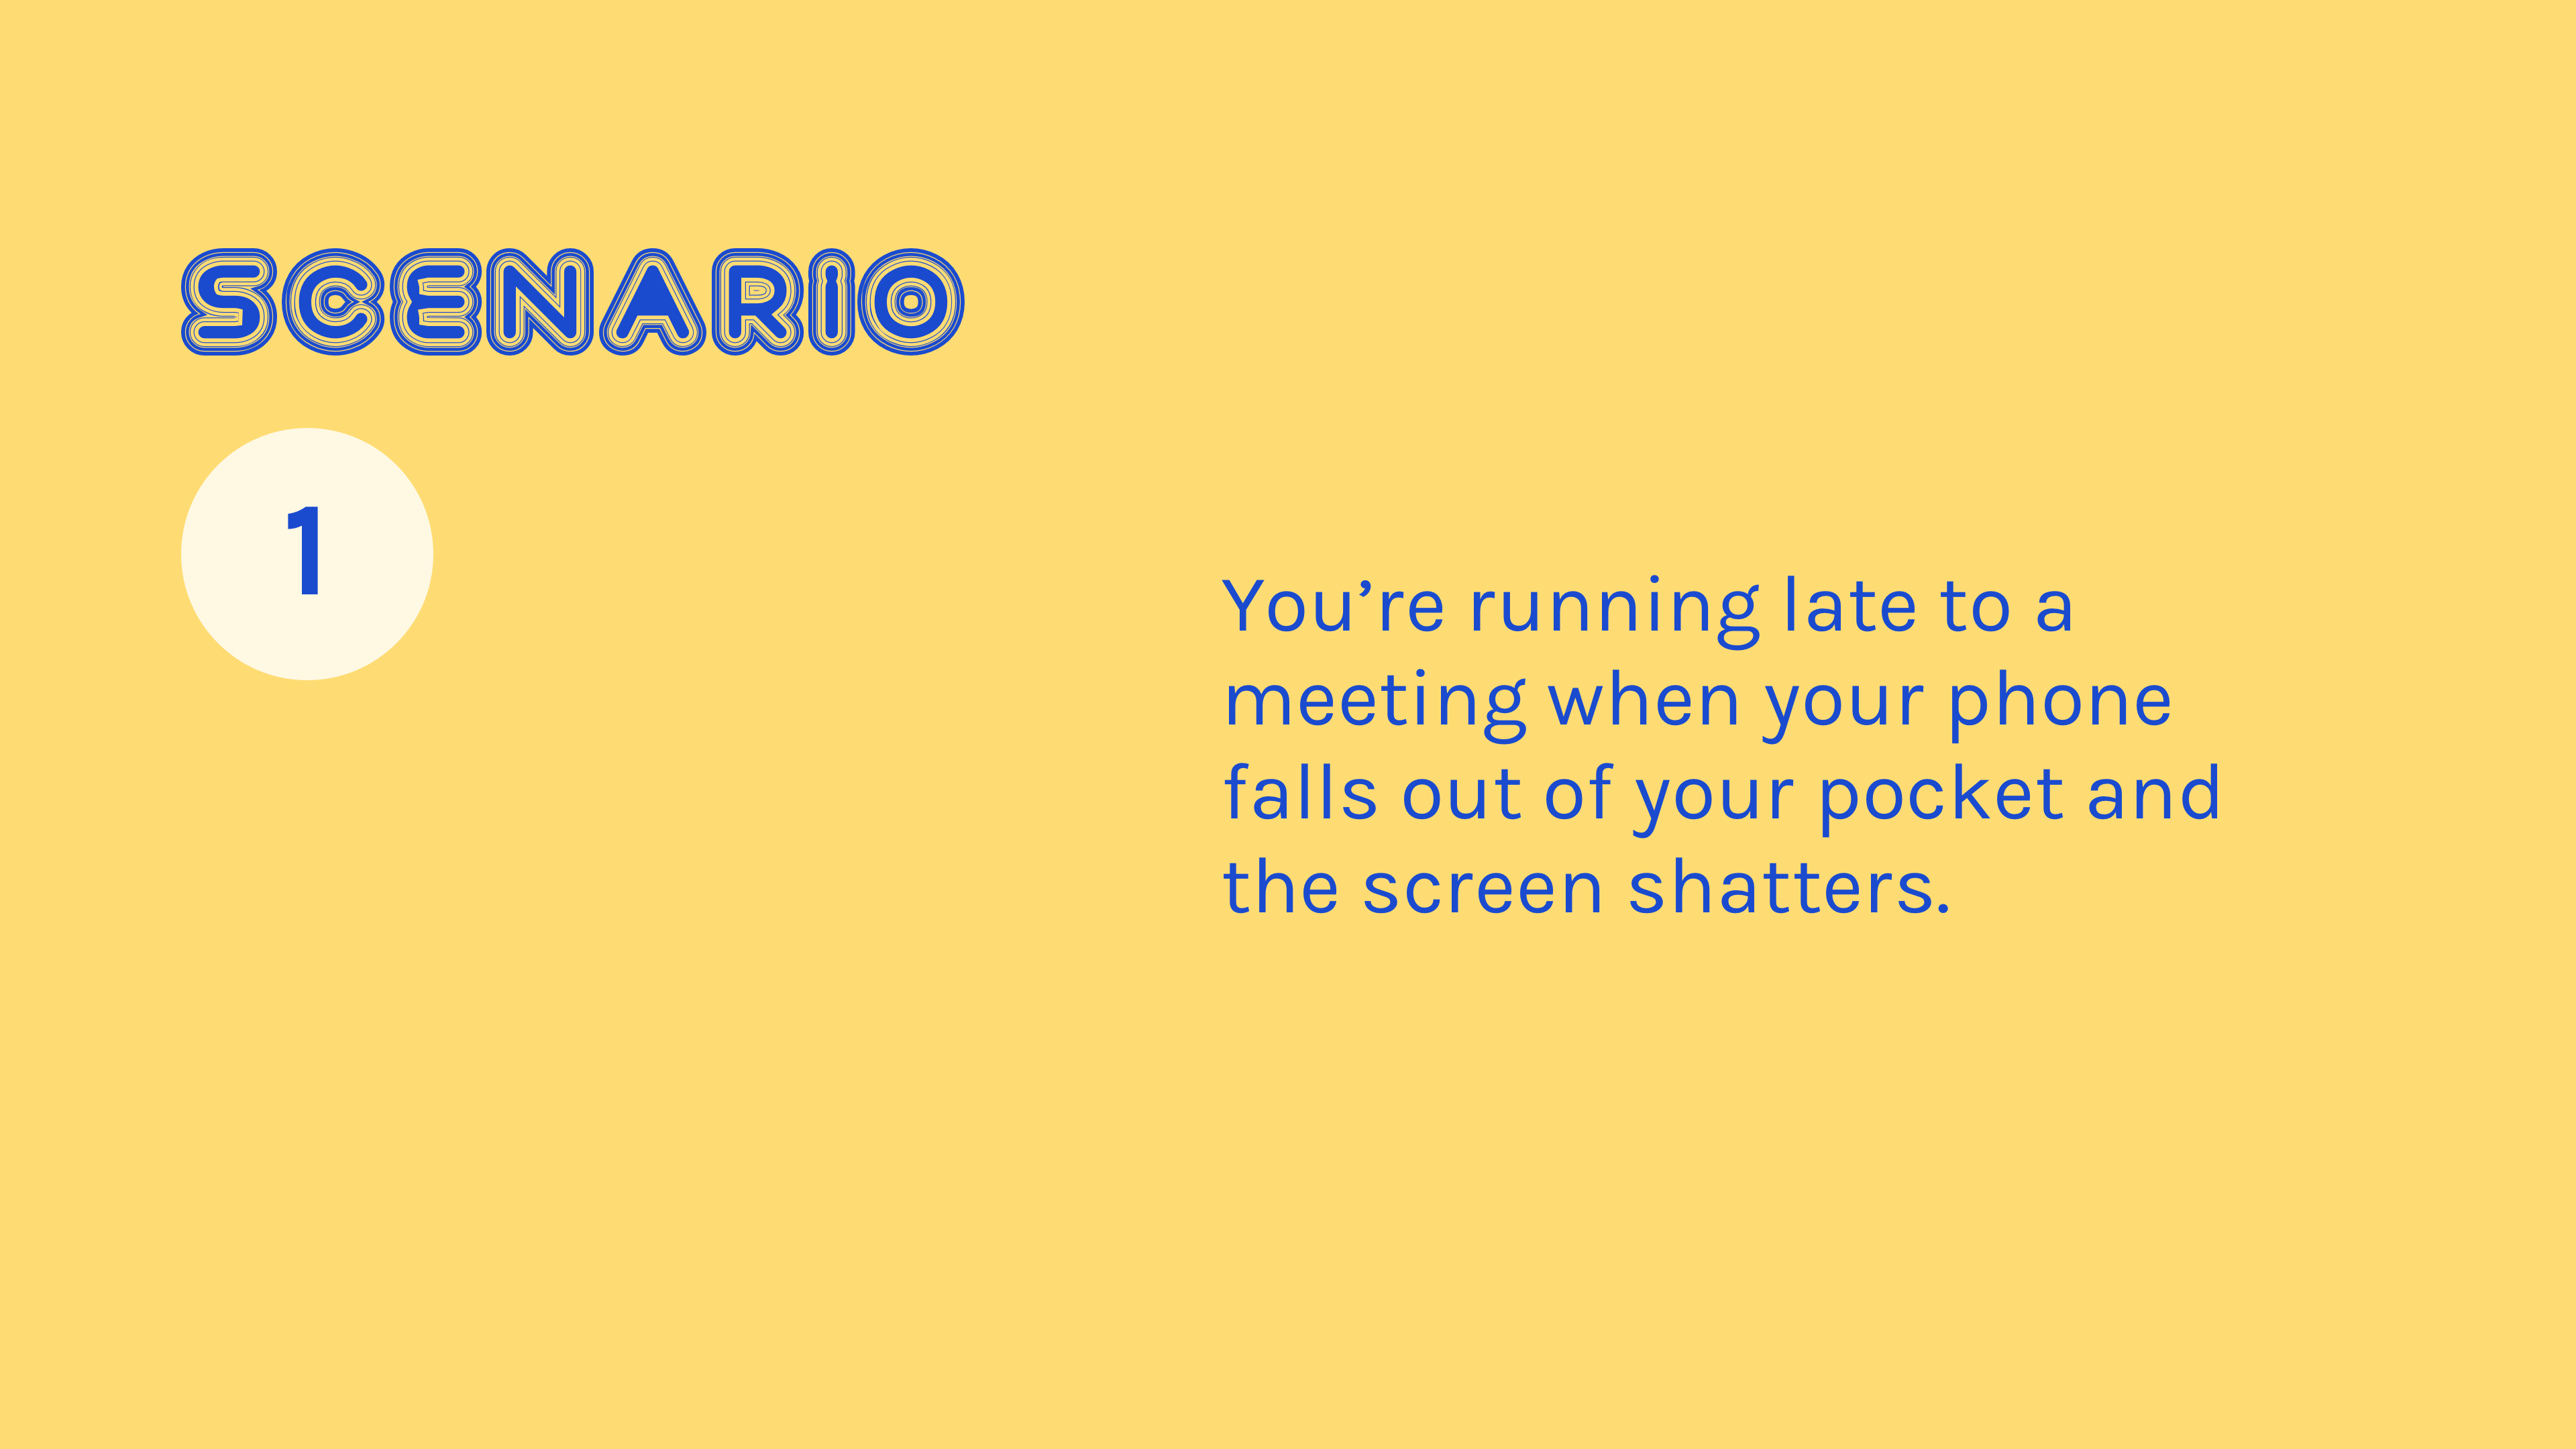 SCENARIO
1
You’re running late to a
meeting when your phone
falls out of your pocket and
the screen shatters.